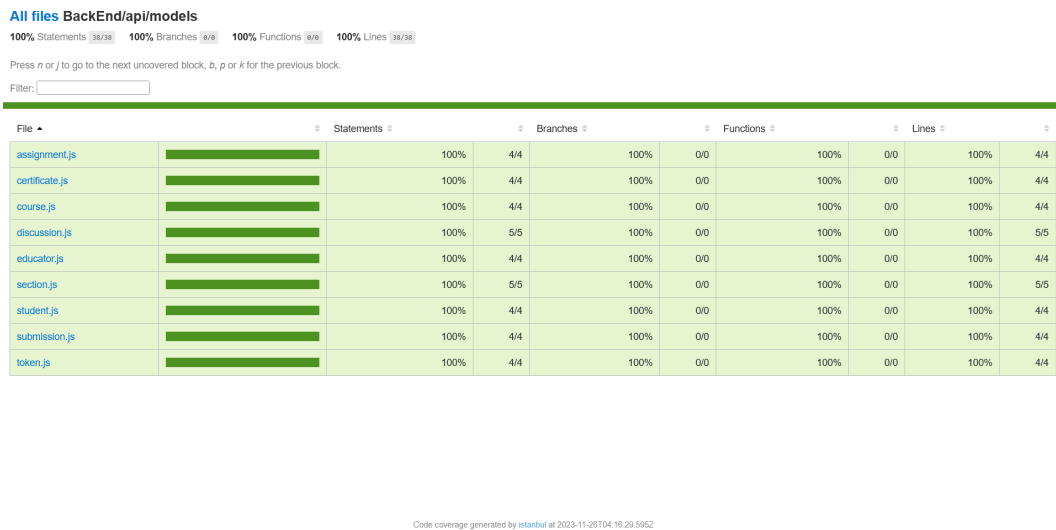 All files BackEnd/api/models
100% Statements 38/38 100% Branches 0/0 100% Functions 0/0 100% Lines 38/38
Press n or j to go to the next uncovered block, b, p or k for the previous block.
Filter:
File Statements Branches Functions Lines
assignment.js 100% 4/4 100% 0/0 100% 0/0 100% 4/4
certificate.js 100% 4/4 100% 0/0 100% 0/0 100% 4/4
course.js 100% 4/4 100% 0/0 100% 0/0 100% 4/4
discussion.js 100% 5/5 100% 0/0 100% 0/0 100% 5/5
educator.js 100% 4/4 100% 0/0 100% 0/0 100% 4/4
section.js 100% 5/5 100% 0/0 100% 0/0 100% 5/5
student.js 100% 4/4 100% 0/0 100% 0/0 100% 4/4
submission.js 100% 4/4 100% 0/0 100% 0/0 100% 4/4
token.js 100% 4/4 100% 0/0 100% 0/0 100% 4/4
Code coverage generated by istanbul at 2023-11-26T04:16:29.595Z